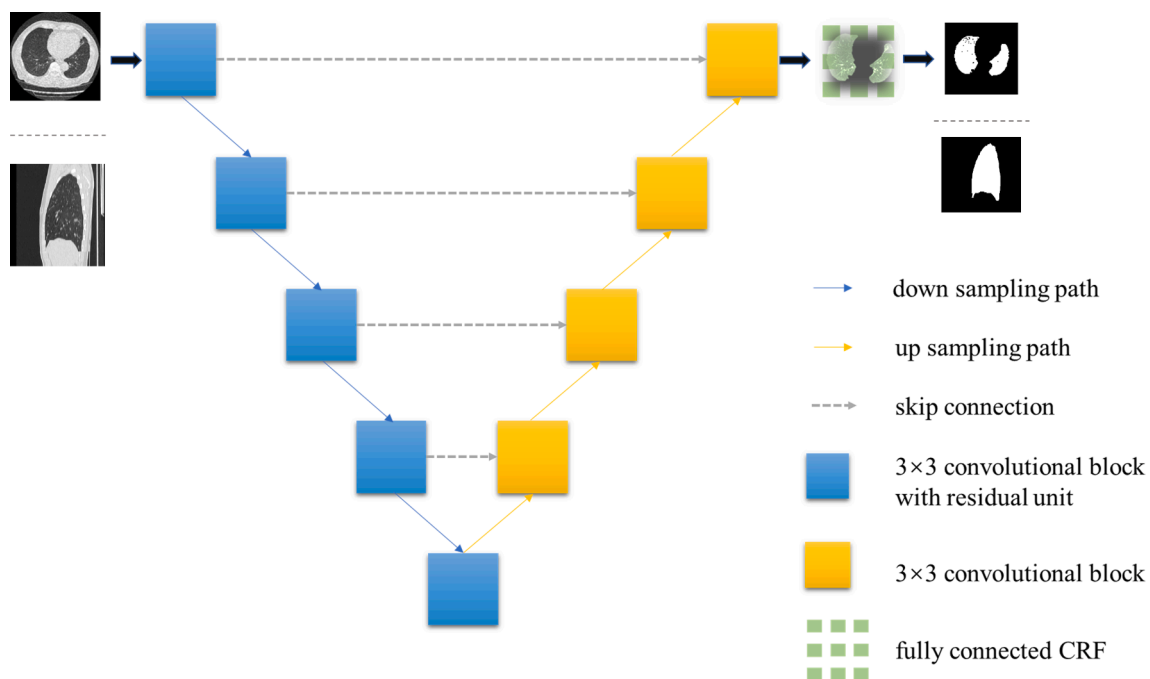 down sampling path
up sampling path
skip connection
3×3 convolutional block
with residual unit
3×3 convolutional block
fully connected CRF